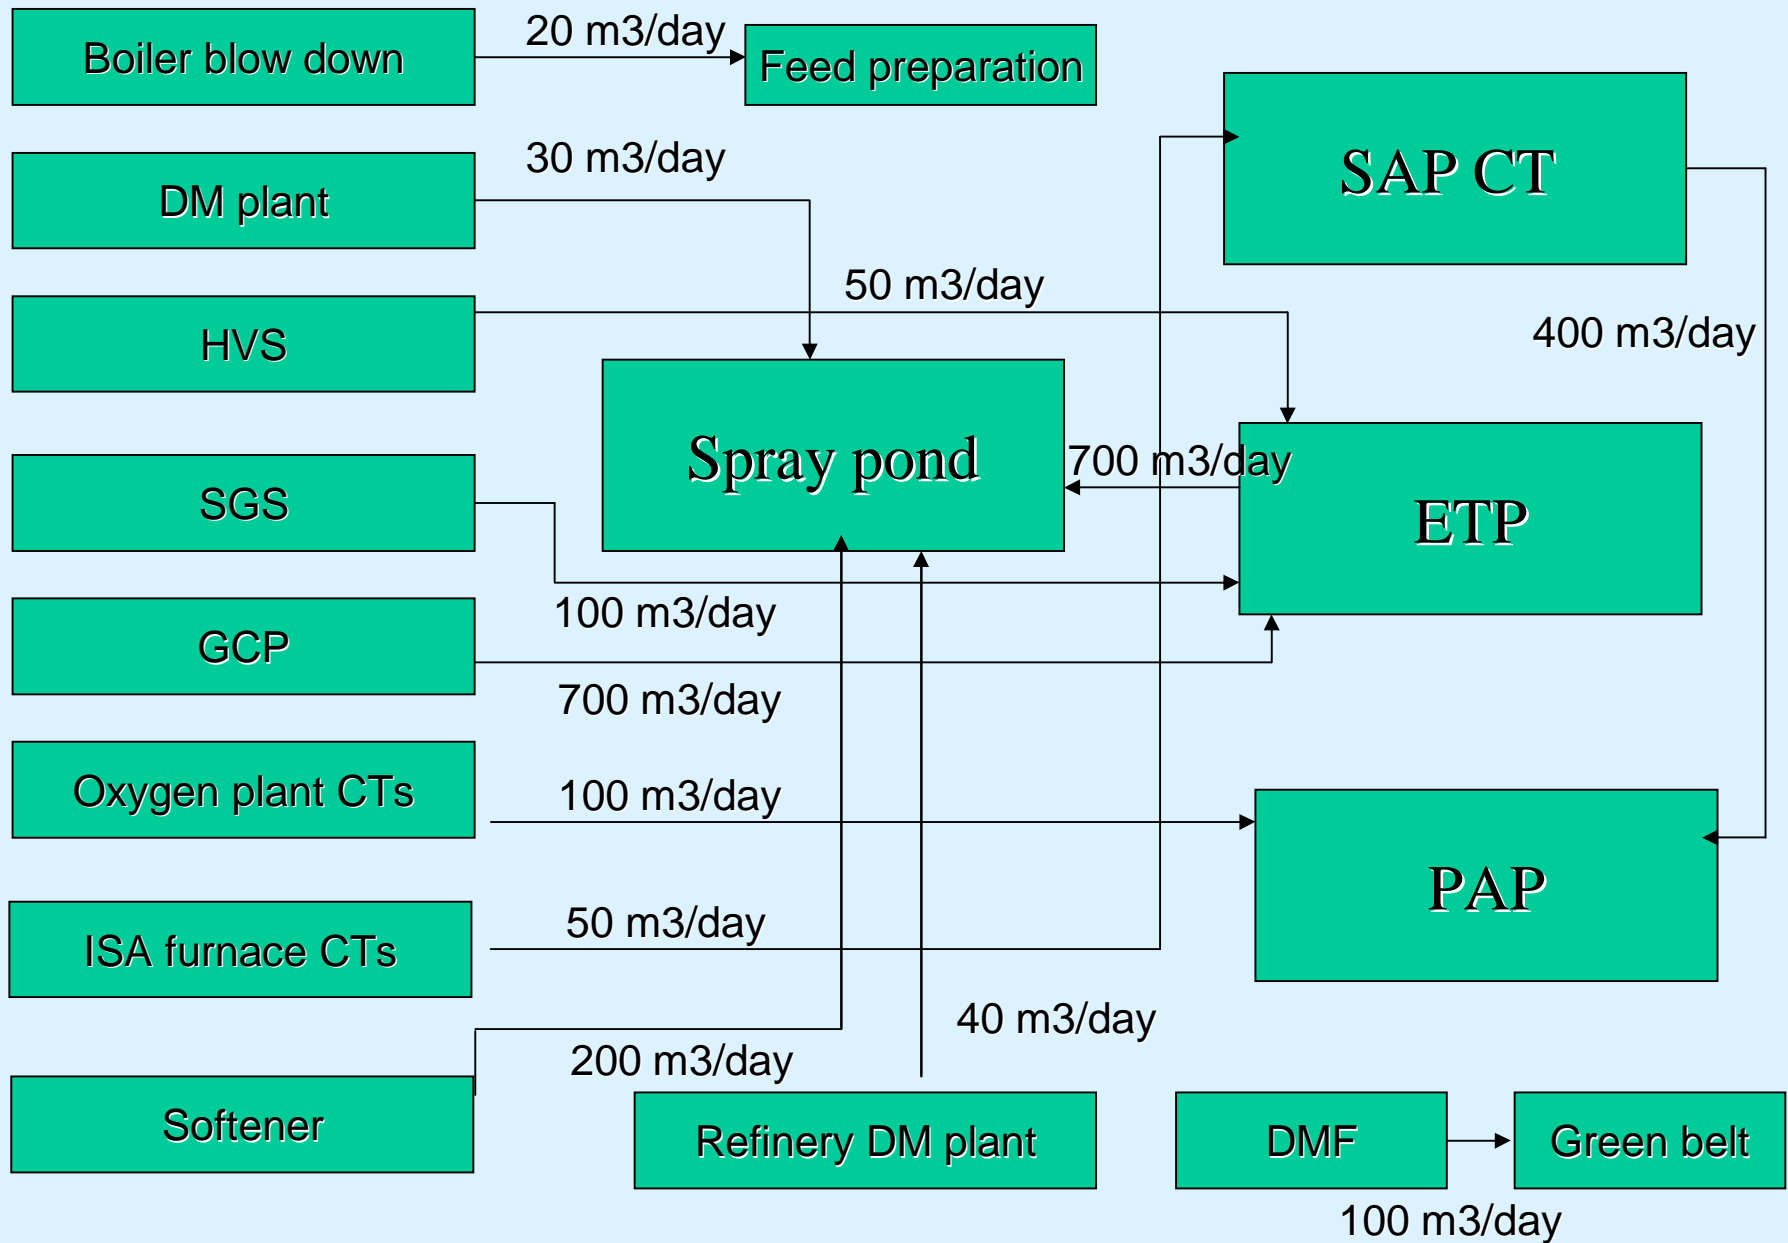 Boiler blow down
20 m3/day
Feed preparation
SAP CT
DM plant
30 m3/day
HVS
50 m3/day
400 m3/day
Spray pond
700 m3/day
SGS
ETP
100 m3/day
GCP
700 m3/day
Oxygen plant CTs
100 m3/day
PAP
ISA furnace CTs
50 m3/day
40 m3/day
200 m3/day
Softener
Refinery DM plant
DMF
Green belt
100 m3/day